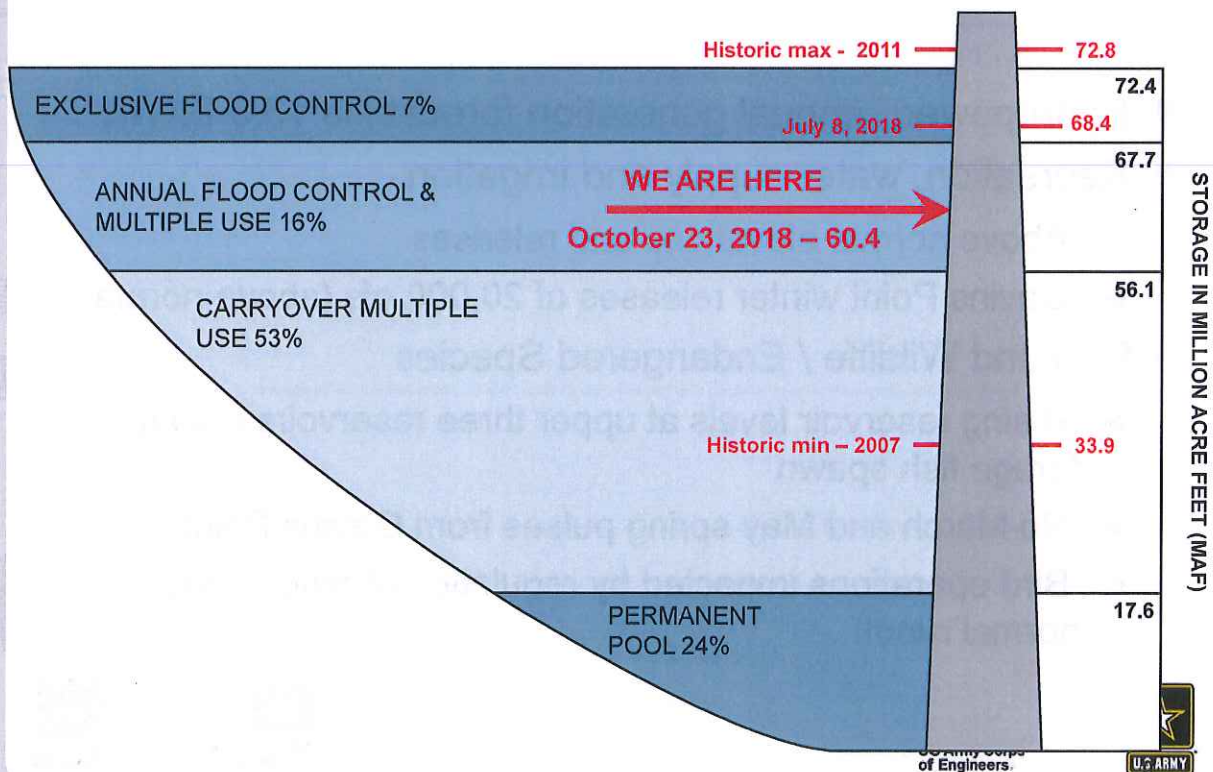 Historic max - 2011
72.8
72.4
EXCLUSIVE FLOOD CONTROL 7%
July 8, 2018
68.4
67.7
ANNUAL FLOOD CONTROL &
MULTIPLE USE 16%
WE ARE HERE
October 23, 2018 – 60.4
56.1
CARRYOVER MULTIPLE
USE 53%
Historic min – 2007
33.9
17.6
PERMANENT
POOL 24%
STORAGE IN MILLION ACRE FEET (MAF)
US Army Corps
of Engineers.
U.S. ARMY